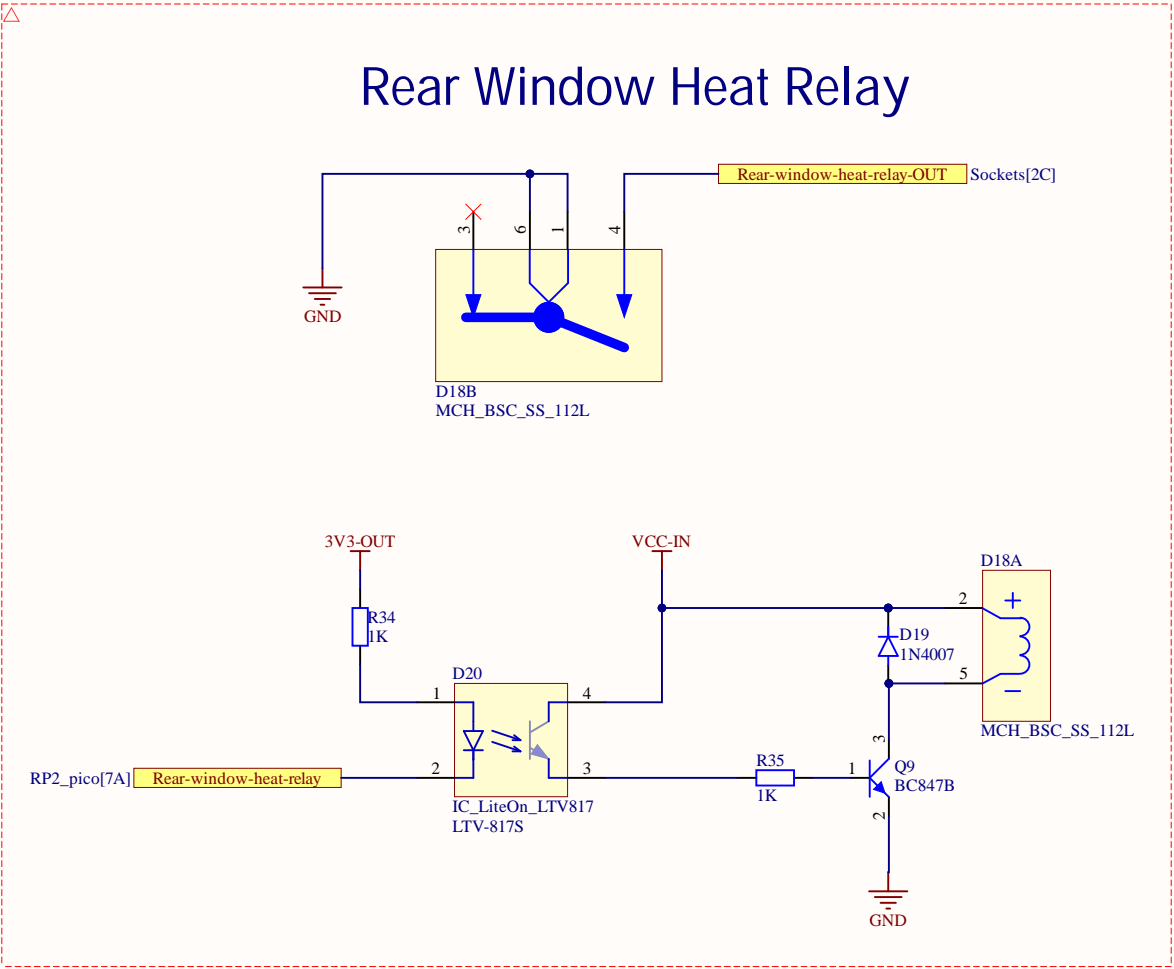 Rear Window Heat Relay
Rear-window-heat-relay-OUT Sockets[2C]
3 6 1 4
GND
D18B
MCH_BSC_SS_112L
3V3-OUT VCC-IN
D18A
2
R34
1K
D19
1N4007
D20
5
1 4
MCH_BSC_SS_112L
3
R35
Q9
RP2_pico[7A] Rear-window-heat-relay 2 3 1
BC847B
1K
IC_LiteOn_LTV817
LTV-817S
2
GND